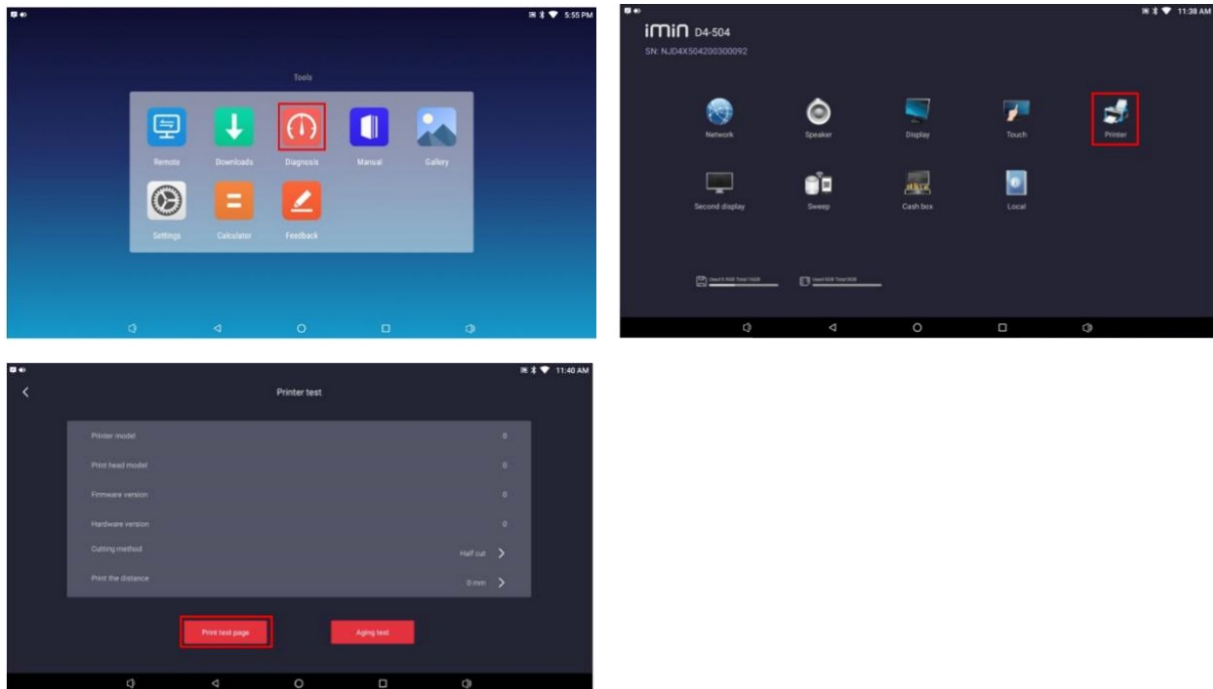 5:55 PM
Tools
Remote Downloads Diagnosis Manual Gallery
Settings Calculator Feedback
11:38 AM
imin D4-504
SN: NJD4X504200300092
Network Speaker Display Touch Printer
Second display Sweep Cash box Local
11:40 AM
Printer test
Printer model 0
Print head model 0
Firmware version 0
Hardware version 0
Cutting method Half cut
Print the distance 0 mm
Print test page Aging test